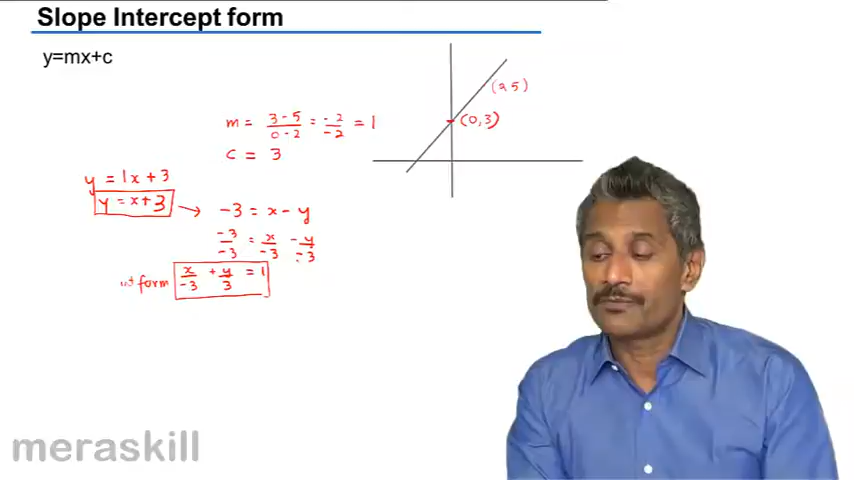 Slope Intercept form
y=mx+c
(2,5)
(0,3)
m = 3-5/0-2 = -2/-2 = 1
c = 3
y = 1x+3
y = x+3
-3 = x-y
-3/-3 = x/-3 -y/-3
int form x/-3 + y/3 = 1
meraskill